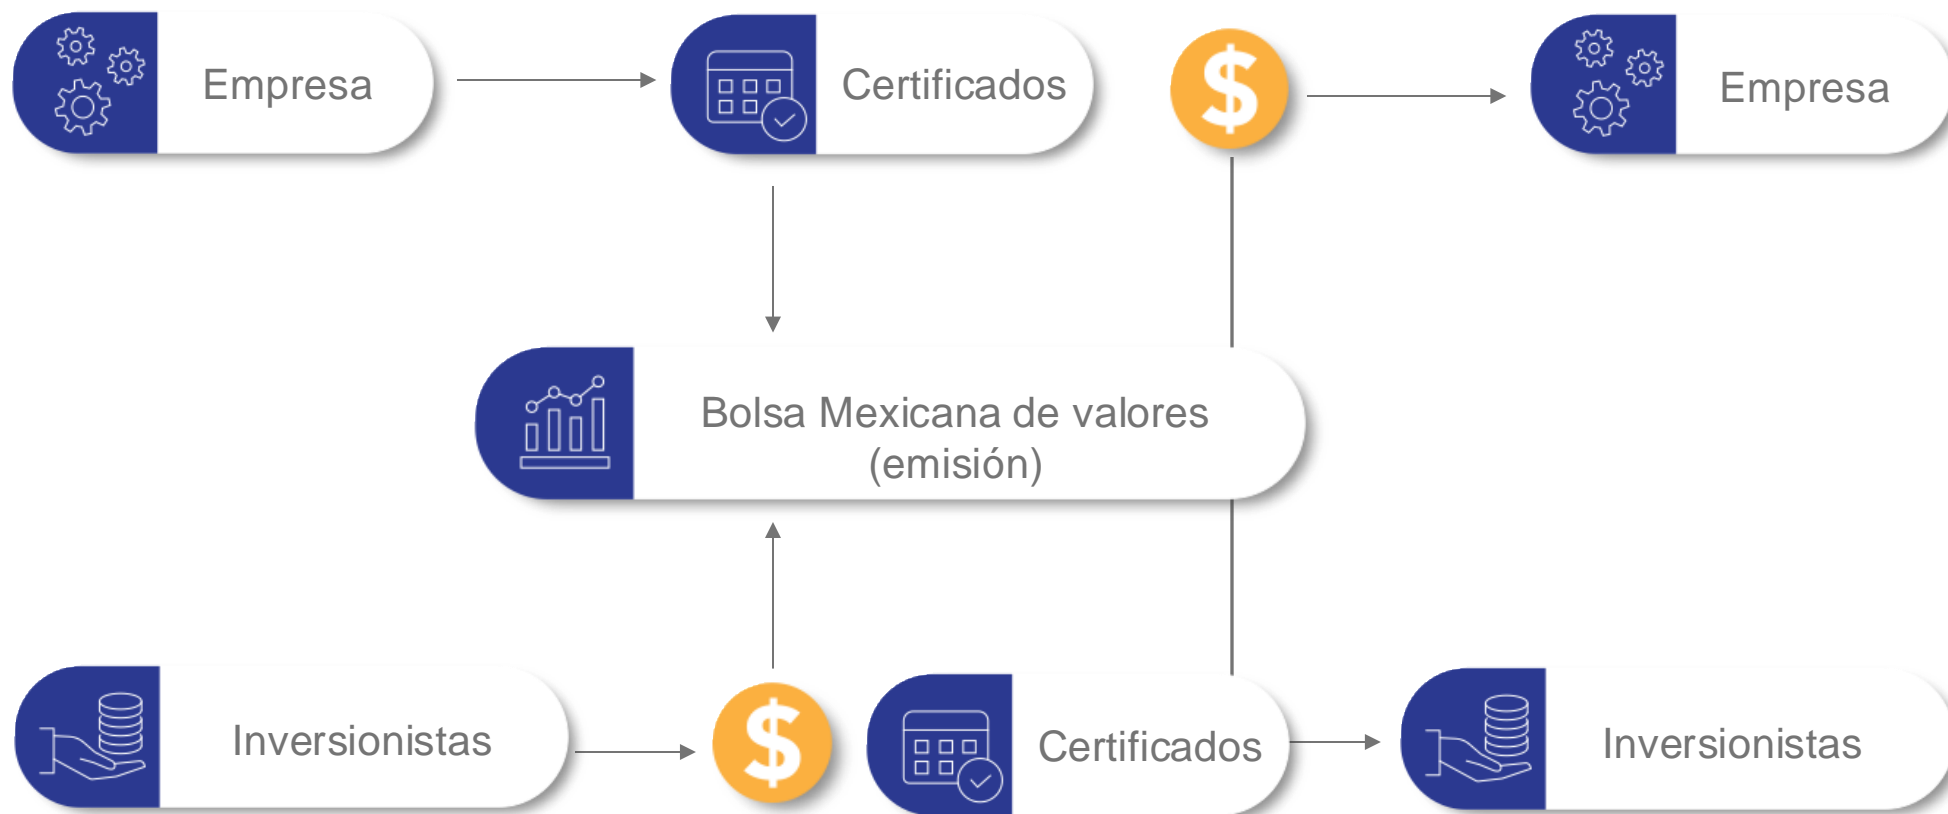 Empresa
Certificados
$
Empresa
Bolsa Mexicana de valores
(emisión)
Inversionistas
$
Certificados
Inversionistas